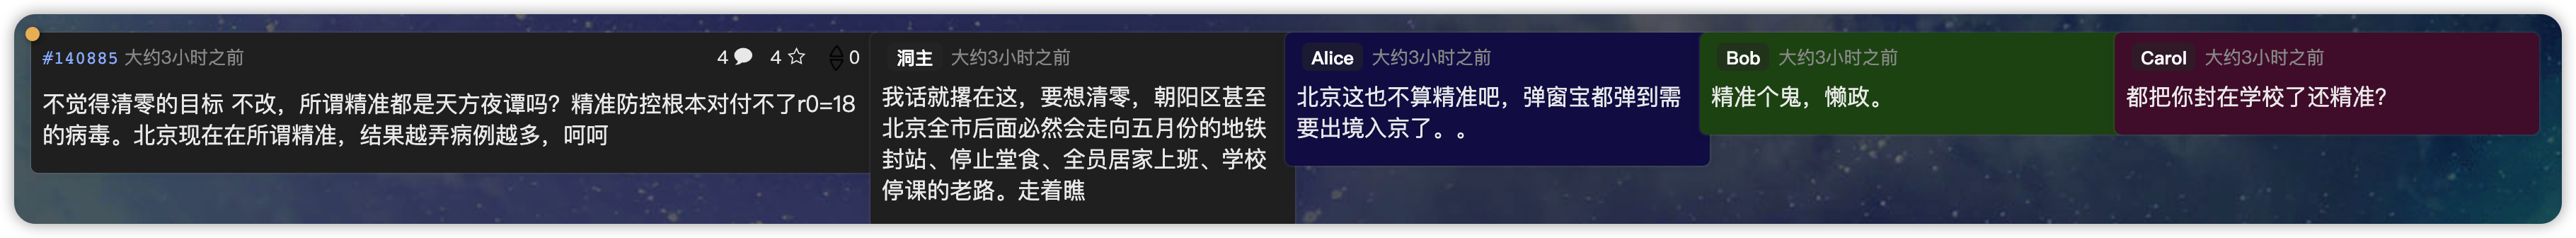 #140885 大约3小时之前 4 4 0
不觉得清零的目标 不改，所谓精准都是天方夜谭吗？精准防控根本对付不了r0=18
的病毒。北京现在在所谓精准，结果越弄病例越多，呵呵
洞主 大约3小时之前
我话就撂在这，要想清零，朝阳区甚至
北京全市后面必然会走向五月份的地铁
封站、停止堂食、全员居家上班、学校
停课的老路。走着瞧
Alice 大约3小时之前
北京这也不算精准吧，弹窗宝都弹到需
要出境入京了。。
Bob 大约3小时之前
精准个鬼，懒政。
Carol 大约3小时之前
都把你封在学校了还精准？